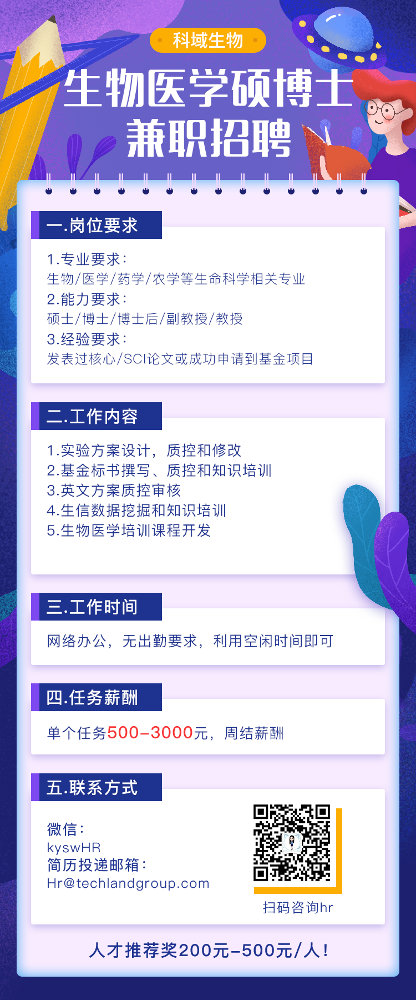 科域生物
生物医学硕博士
兼职招聘
一.岗位要求
1.专业要求：
生物/医学/药学/农学等生命科学相关专业
2.能力要求：
硕士/博士/博士后/副教授/教授
3.经验要求：
发表过核心/SCI论文或成功申请到基金项目
二.工作内容
1.实验方案设计，质控和修改
2.基金标书撰写、质控和知识培训
3.英文方案质控审核
4.生信数据挖掘和知识培训
5.生物医学培训课程开发
三.工作时间
网络办公，无出勤要求，利用空闲时间即可
四.任务薪酬
单个任务500-3000元，周结薪酬
五.联系方式
微信：
kyswHR
简历投递邮箱：
Hr@techlandgroup.com
扫码咨询hr
人才推荐奖200元-500元/人！